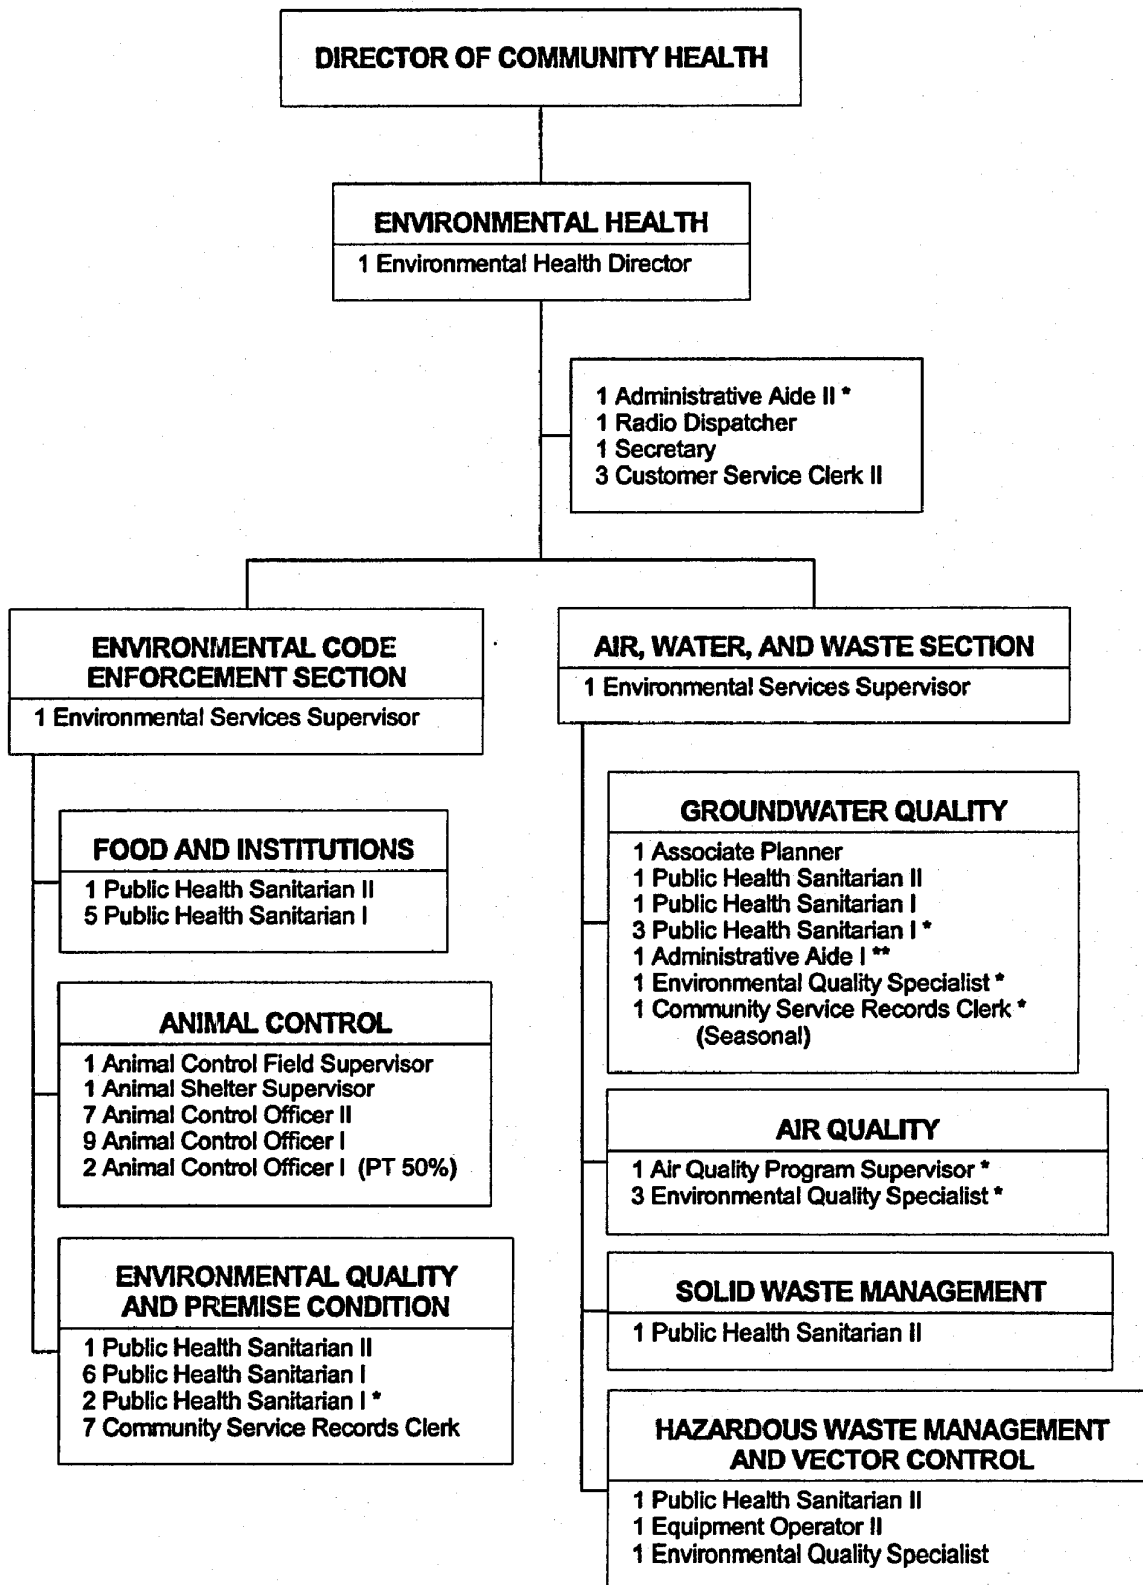 DIRECTOR OF COMMUNITY HEALTH
ENVIRONMENTAL HEALTH
1 Environmental Health Director
1 Administrative Aide II *
1 Radio Dispatcher
1 Secretary
3 Customer Service Clerk II
ENVIRONMENTAL CODE
ENFORCEMENT SECTION
1 Environmental Services Supervisor
FOOD AND INSTITUTIONS
1 Public Health Sanitarian II
5 Public Health Sanitarian I
ANIMAL CONTROL
1 Animal Control Field Supervisor
1 Animal Shelter Supervisor
7 Animal Control Officer II
9 Animal Control Officer I
2 Animal Control Officer I (PT 50%)
ENVIRONMENTAL QUALITY
AND PREMISE CONDITION
1 Public Health Sanitarian II
6 Public Health Sanitarian I
2 Public Health Sanitarian I *
7 Community Service Records Clerk
AIR, WATER, AND WASTE SECTION
1 Environmental Services Supervisor
GROUNDWATER QUALITY
1 Associate Planner
1 Public Health Sanitarian II
1 Public Health Sanitarian I
3 Public Health Sanitarian I *
1 Administrative Aide I **
1 Environmental Quality Specialist *
1 Community Service Records Clerk *
(Seasonal)
AIR QUALITY
1 Air Quality Program Supervisor *
3 Environmental Quality Specialist *
SOLID WASTE MANAGEMENT
1 Public Health Sanitarian II
HAZARDOUS WASTE MANAGEMENT
AND VECTOR CONTROL
1 Public Health Sanitarian II
1 Equipment Operator II
1 Environmental Quality Specialist